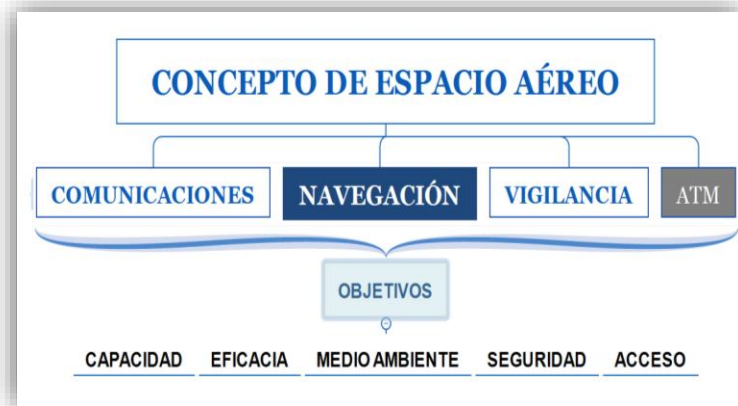 CONCEPTO DE ESPACIO AÉREO
COMUNICACIONES NAVEGACIÓN VIGILANCIA ATM
OBJETIVOS
CAPACIDAD EFICACIA MEDIO AMBIENTE SEGURIDAD ACCESO